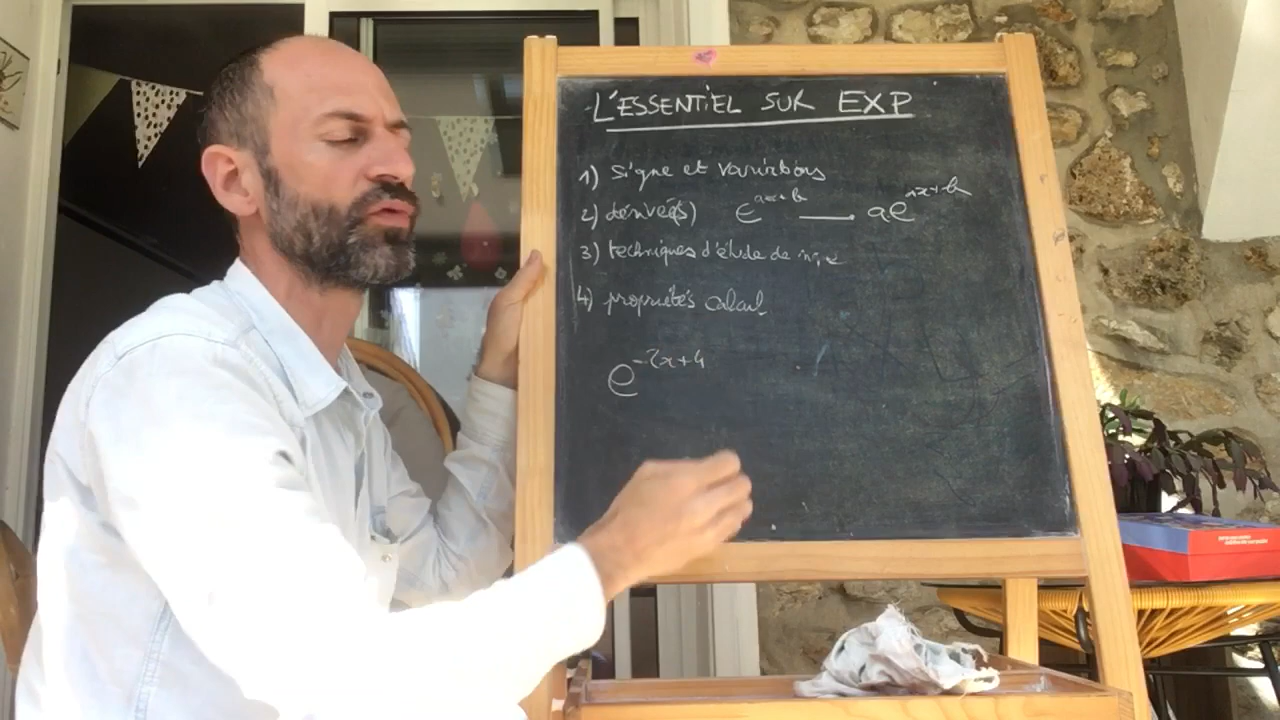 L'ESSENTIEL SUR EXP
1) Signe et variations
2) dérivée(s) e^ax+b — ae^ax+b
3) techniques d'étude de
4) propriétés calcul
e^-2x+4